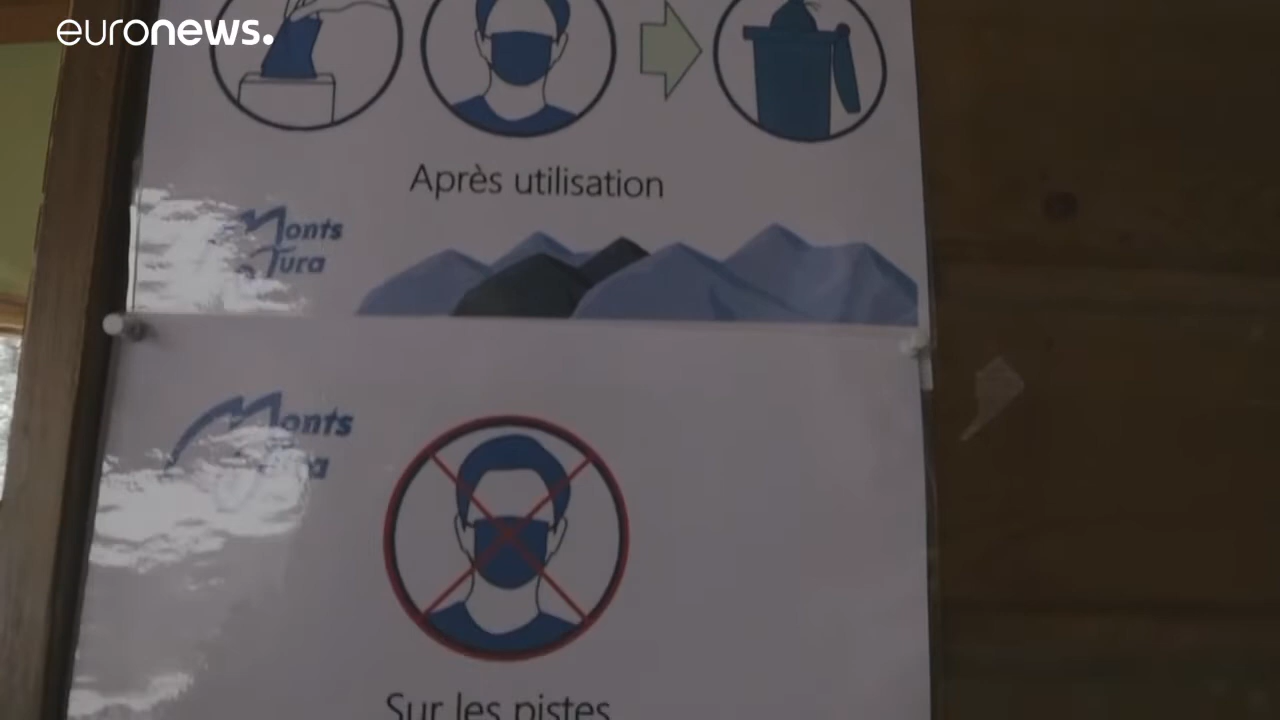 euronews.
Après utilisation
Monts
Jura
Monts
Sur les pistes